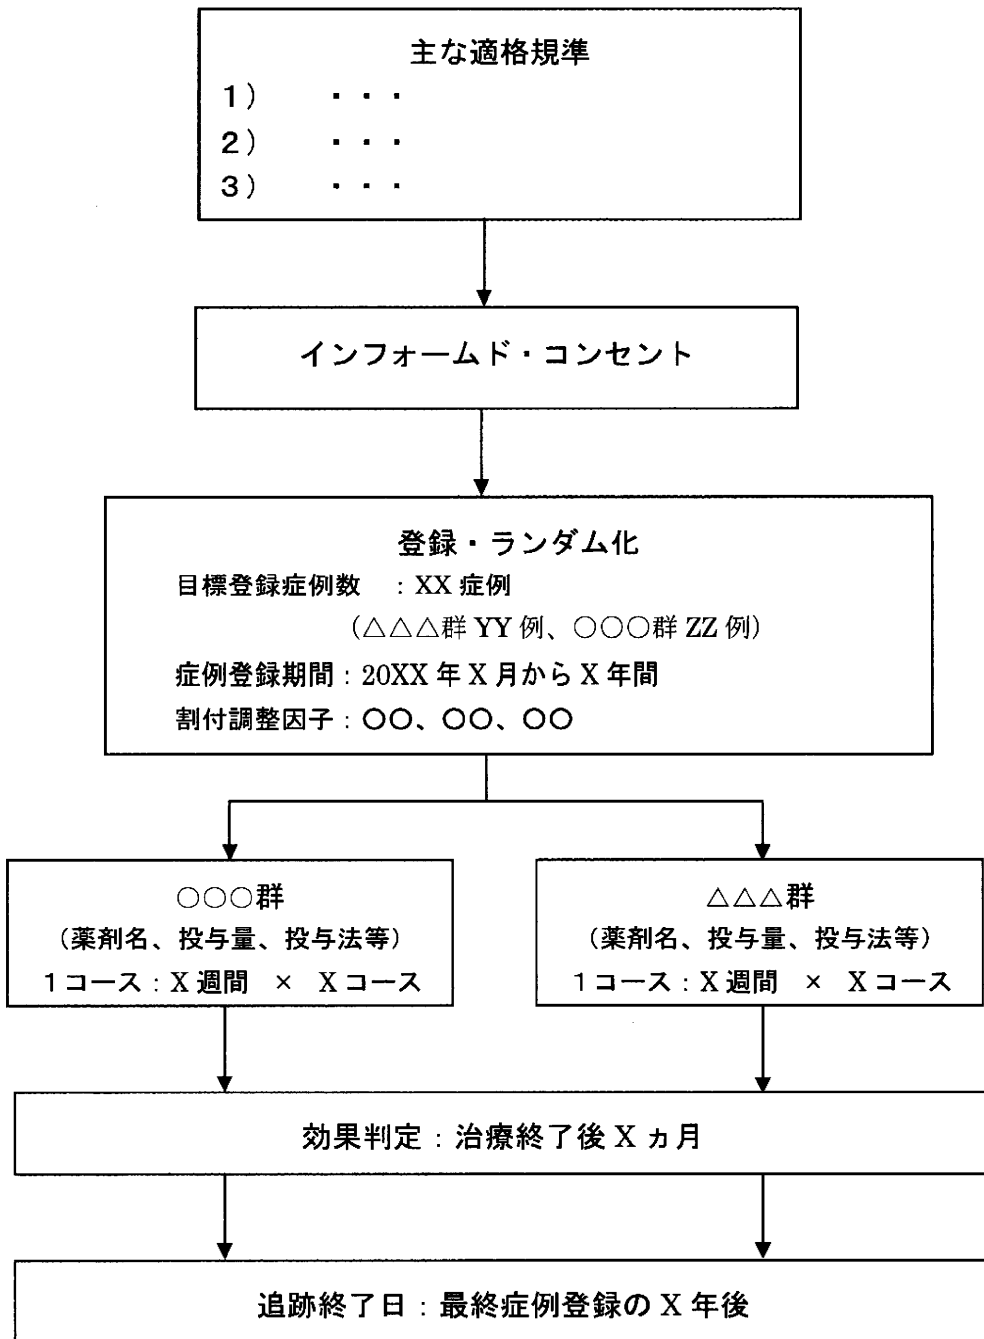 主な適格規準
1) ・・・
2) ・・・
3) ・・・
インフォームド・コンセント
登録・ランダム化
目標登録症例数 : XX 症例
(△△△群 YY 例、○○○群 ZZ 例)
症例登録期間 : 20XX 年 X 月から X 年間
割付調整因子 : 〇〇、〇〇、〇〇
○○○群
(薬剤名、投与量、投与法等)
1コース : X 週間 × X コース
△△△群
(薬剤名、投与量、投与法等)
1コース : X 週間 × X コース
効果判定 : 治療終了後 X ヵ月
追跡終了日 : 最終症例登録の X 年後